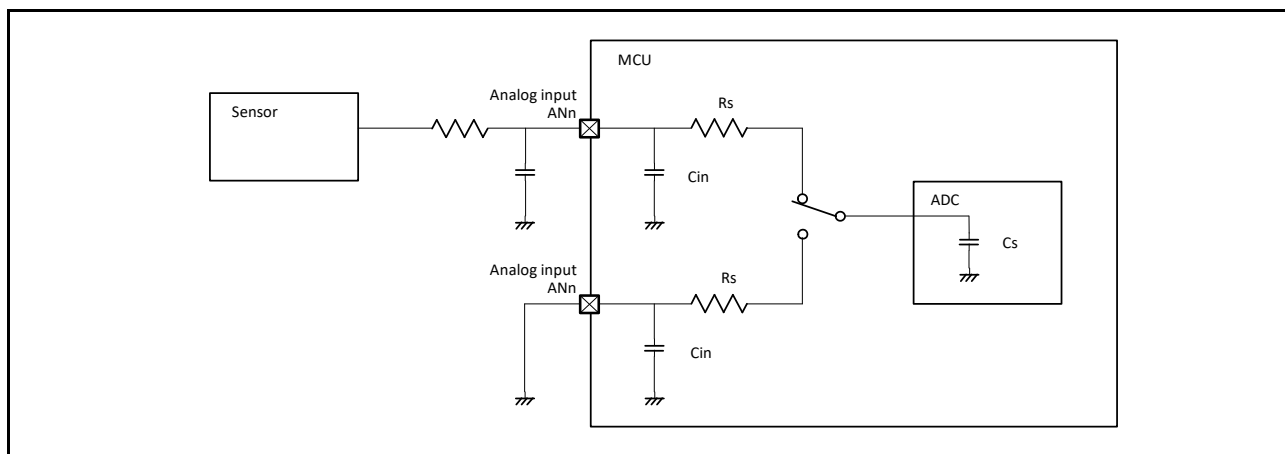 MCU
Sensor
Analog input
ANn
Rs
Cin
ADC
Cs
Analog input
ANn
Rs
Cin